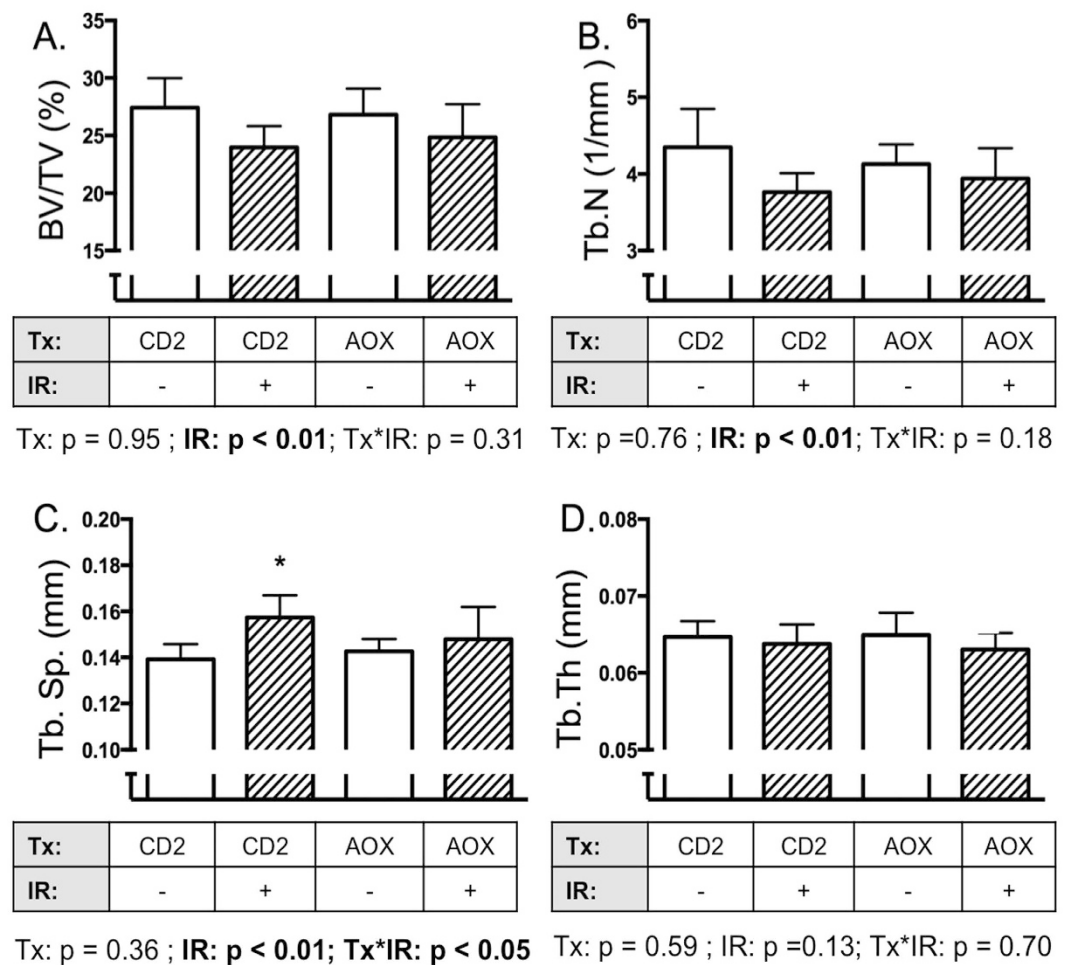 A.
BV/TV (%)
35
30
25
20
15
Tx: CD2 CD2 AOX AOX
IR: - + - +
Tx: p = 0.95 ; IR: p < 0.01; Tx*IR: p = 0.31
B.
Tb.N (1/mm )
6
5
4
3
Tx: CD2 CD2 AOX AOX
IR: - + - +
Tx: p =0.76 ; IR: p < 0.01; Tx*IR: p = 0.18
C.
Tb. Sp. (mm)
0.20
0.18
0.16
0.14
0.12
0.10
*
Tx: CD2 CD2 AOX AOX
IR: - + - +
Tx: p = 0.36 ; IR: p < 0.01; Tx*IR: p < 0.05
D.
Tb.Th (mm)
0.08
0.07
0.06
0.05
Tx: CD2 CD2 AOX AOX
IR: - + - +
Tx: p = 0.59 ; IR: p =0.13; Tx*IR: p = 0.70